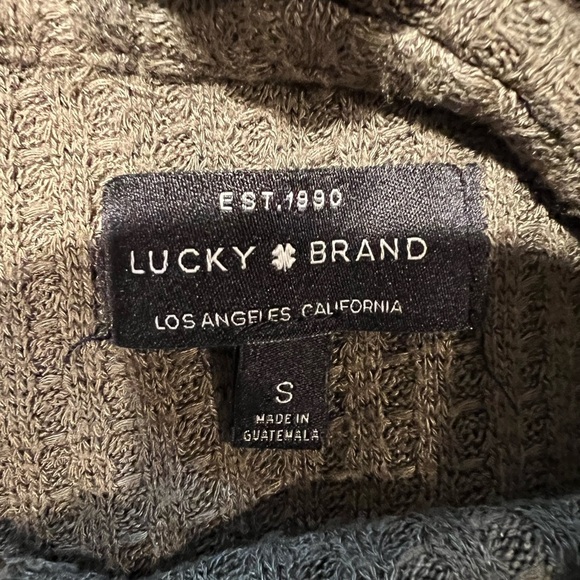 EST.1990
LUCKY BRAND
LOS ANGELES CALIFORNIA
S
MADE IN
GUATEMALA